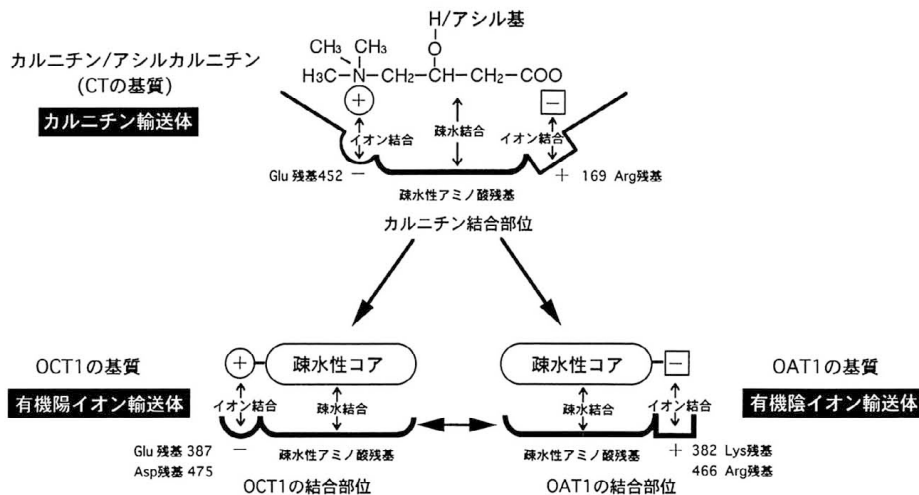 H/アシル基
O
CH₃ CH₃
H₃C—N—CH₂—CH—CH₂—COO
カルニチン/アシルカルニチン
(CTの基質)
カルニチン輸送体
+
−
イオン結合
疎水結合
イオン結合
Glu 残基452 −
+ 169 Arg残基
疎水性アミノ酸残基
カルニチン結合部位
OCT1の基質
有機陽イオン輸送体
+
疎水性コア
イオン結合
疎水結合
Glu 残基 387 −
Asp残基 475
疎水性アミノ酸残基
OCT1の結合部位
疎水性コア
−
OAT1の基質
有機陰イオン輸送体
疎水結合
イオン結合
疎水性アミノ酸残基
+ 382 Lys残基
466 Arg残基
OAT1の結合部位